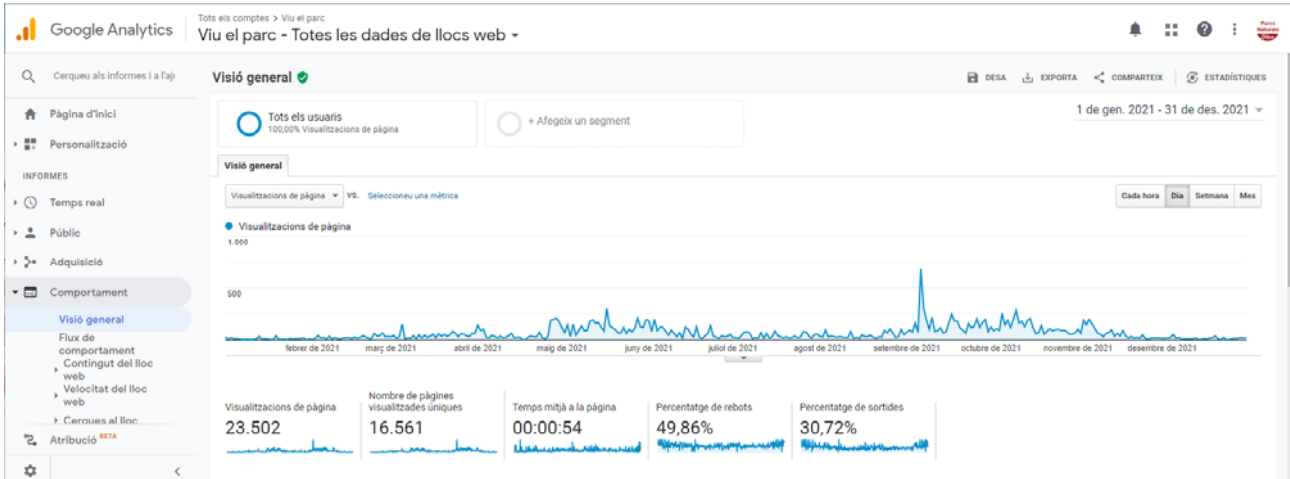 Tots els comptes > Viu el parc
Google Analytics
Viu el parc - Totes les dades de llocs web
Parcs
Naturals
Cerqueu als informes i a l'aju
Visió general
DESA
EXPORTA
COMPARTEIX
ESTADÍSTIQUES
Pàgina d'inici
Personalització
INFORMES
Temps real
Públic
Adquisició
Comportament
Visió general
Flux de
comportament
Contingut del lloc
web
Velocitat del lloc
web
Cerques al lloc
Atribució BETA
Tots els usuaris
100,00% Visualitzacions de pàgina
+ Afegeix un segment
1 de gen. 2021 - 31 de des. 2021
Visió general
Visualitzacions de pàgina VS. Seleccioneu una mètrica
Cada hora Dia Setmana Mes
Visualitzacions de pàgina
1.000
500
febrer de 2021 març de 2021 abril de 2021 maig de 2021 juny de 2021 juliol de 2021 agost de 2021 setembre de 2021 octubre de 2021 novembre de 2021 desembre de 2021
Visualitzacions de pàgina
23.502
Nombre de pàgines
visualitzades úniques
16.561
Temps mitjà a la pàgina
00:00:54
Percentatge de rebots
49,86%
Percentatge de sortides
30,72%